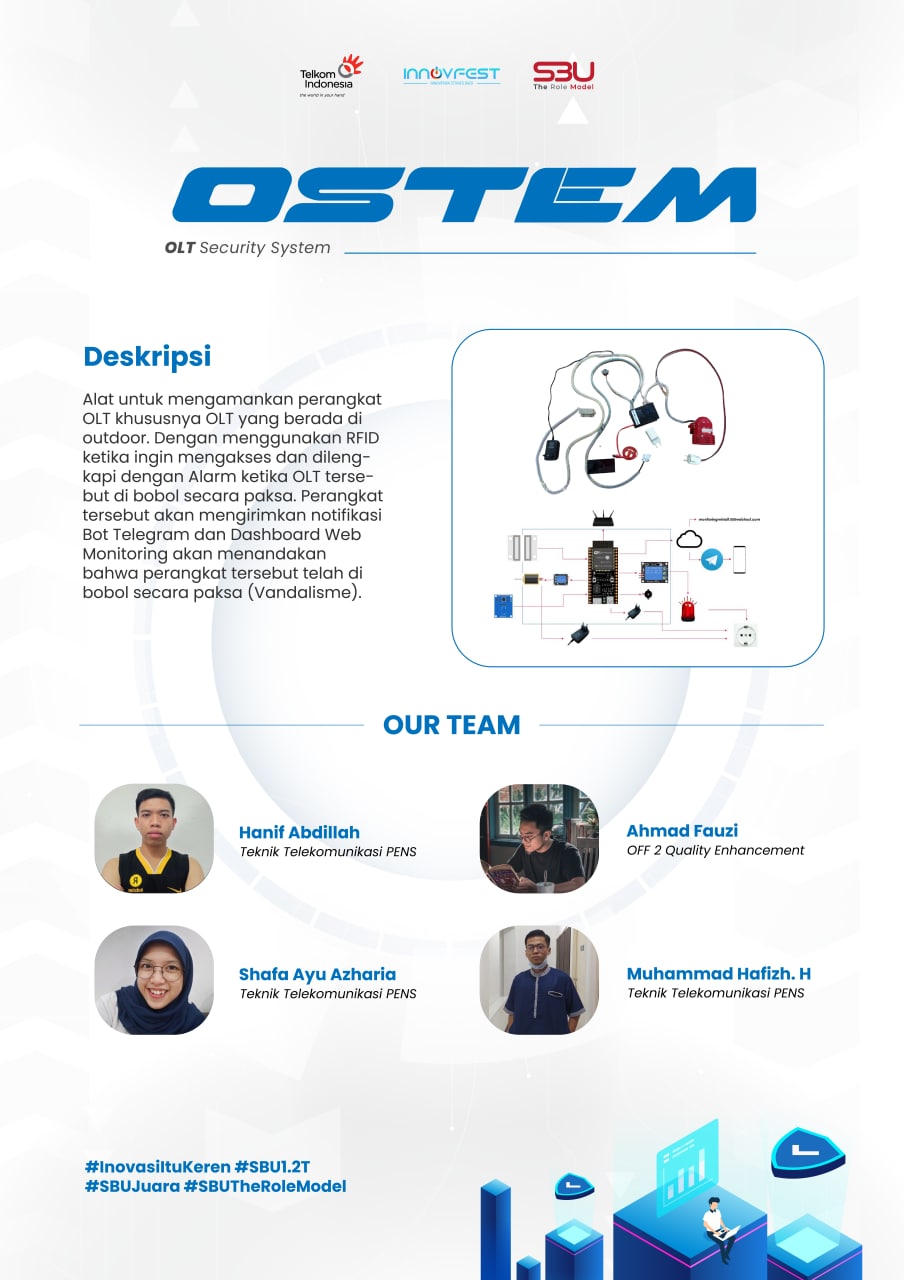 Telkom
Indonesia
the world in your hand
INNOVFEST
SBU
The Role Model
OSTEM
OLT Security System
Deskripsi
Alat untuk mengamankan perangkat
OLT khususnya OLT yang berada di
outdoor. Dengan menggunakan RFID
ketika ingin mengakses dan dileng-
kapi dengan Alarm ketika OLT terse-
but di bobol secara paksa. Perangkat
tersebut akan mengirimkan notifikasi
Bot Telegram dan Dashboard Web
Monitoring akan menandakan
bahwa perangkat tersebut telah di
bobol secara paksa (Vandalisme).
OUR TEAM
Hanif Abdillah
Teknik Telekomunikasi PENS
Ahmad Fauzi
OFF 2 Quality Enhancement
Shafa Ayu Azharia
Teknik Telekomunikasi PENS
Muhammad Hafizh. H
Teknik Telekomunikasi PENS
#InovasiItuKeren #SBU1.2T
#SBUJuara #SBUTheRoleModel